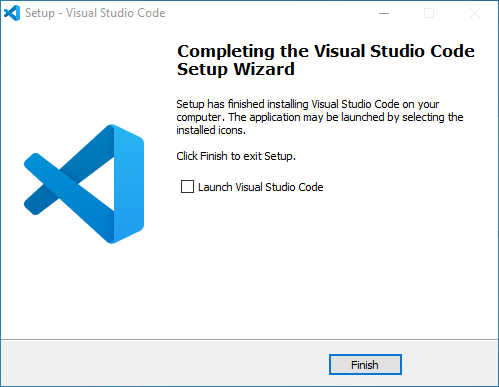 Setup - Visual Studio Code
Completing the Visual Studio Code
Setup Wizard
Setup has finished installing Visual Studio Code on your
computer. The application may be launched by selecting the
installed icons.
Click Finish to exit Setup.
Launch Visual Studio Code
Finish